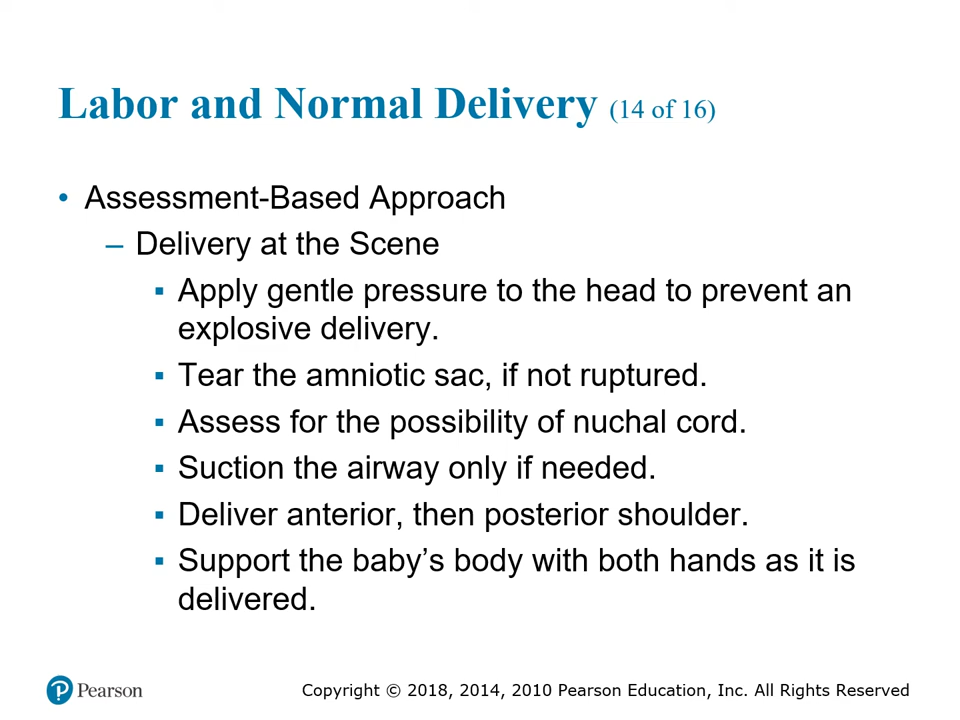 Labor and Normal Delivery (14 of 16)
• Assessment-Based Approach
– Delivery at the Scene
▪ Apply gentle pressure to the head to prevent an
explosive delivery.
▪ Tear the amniotic sac, if not ruptured.
▪ Assess for the possibility of nuchal cord.
▪ Suction the airway only if needed.
▪ Deliver anterior, then posterior shoulder.
▪ Support the baby’s body with both hands as it is
delivered.
Pearson
Copyright © 2018, 2014, 2010 Pearson Education, Inc. All Rights Reserved